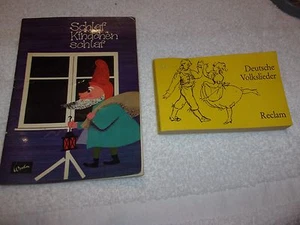 Schlaf
Kindchen
schlaf
Deutsche
Volkslieder
Reclam